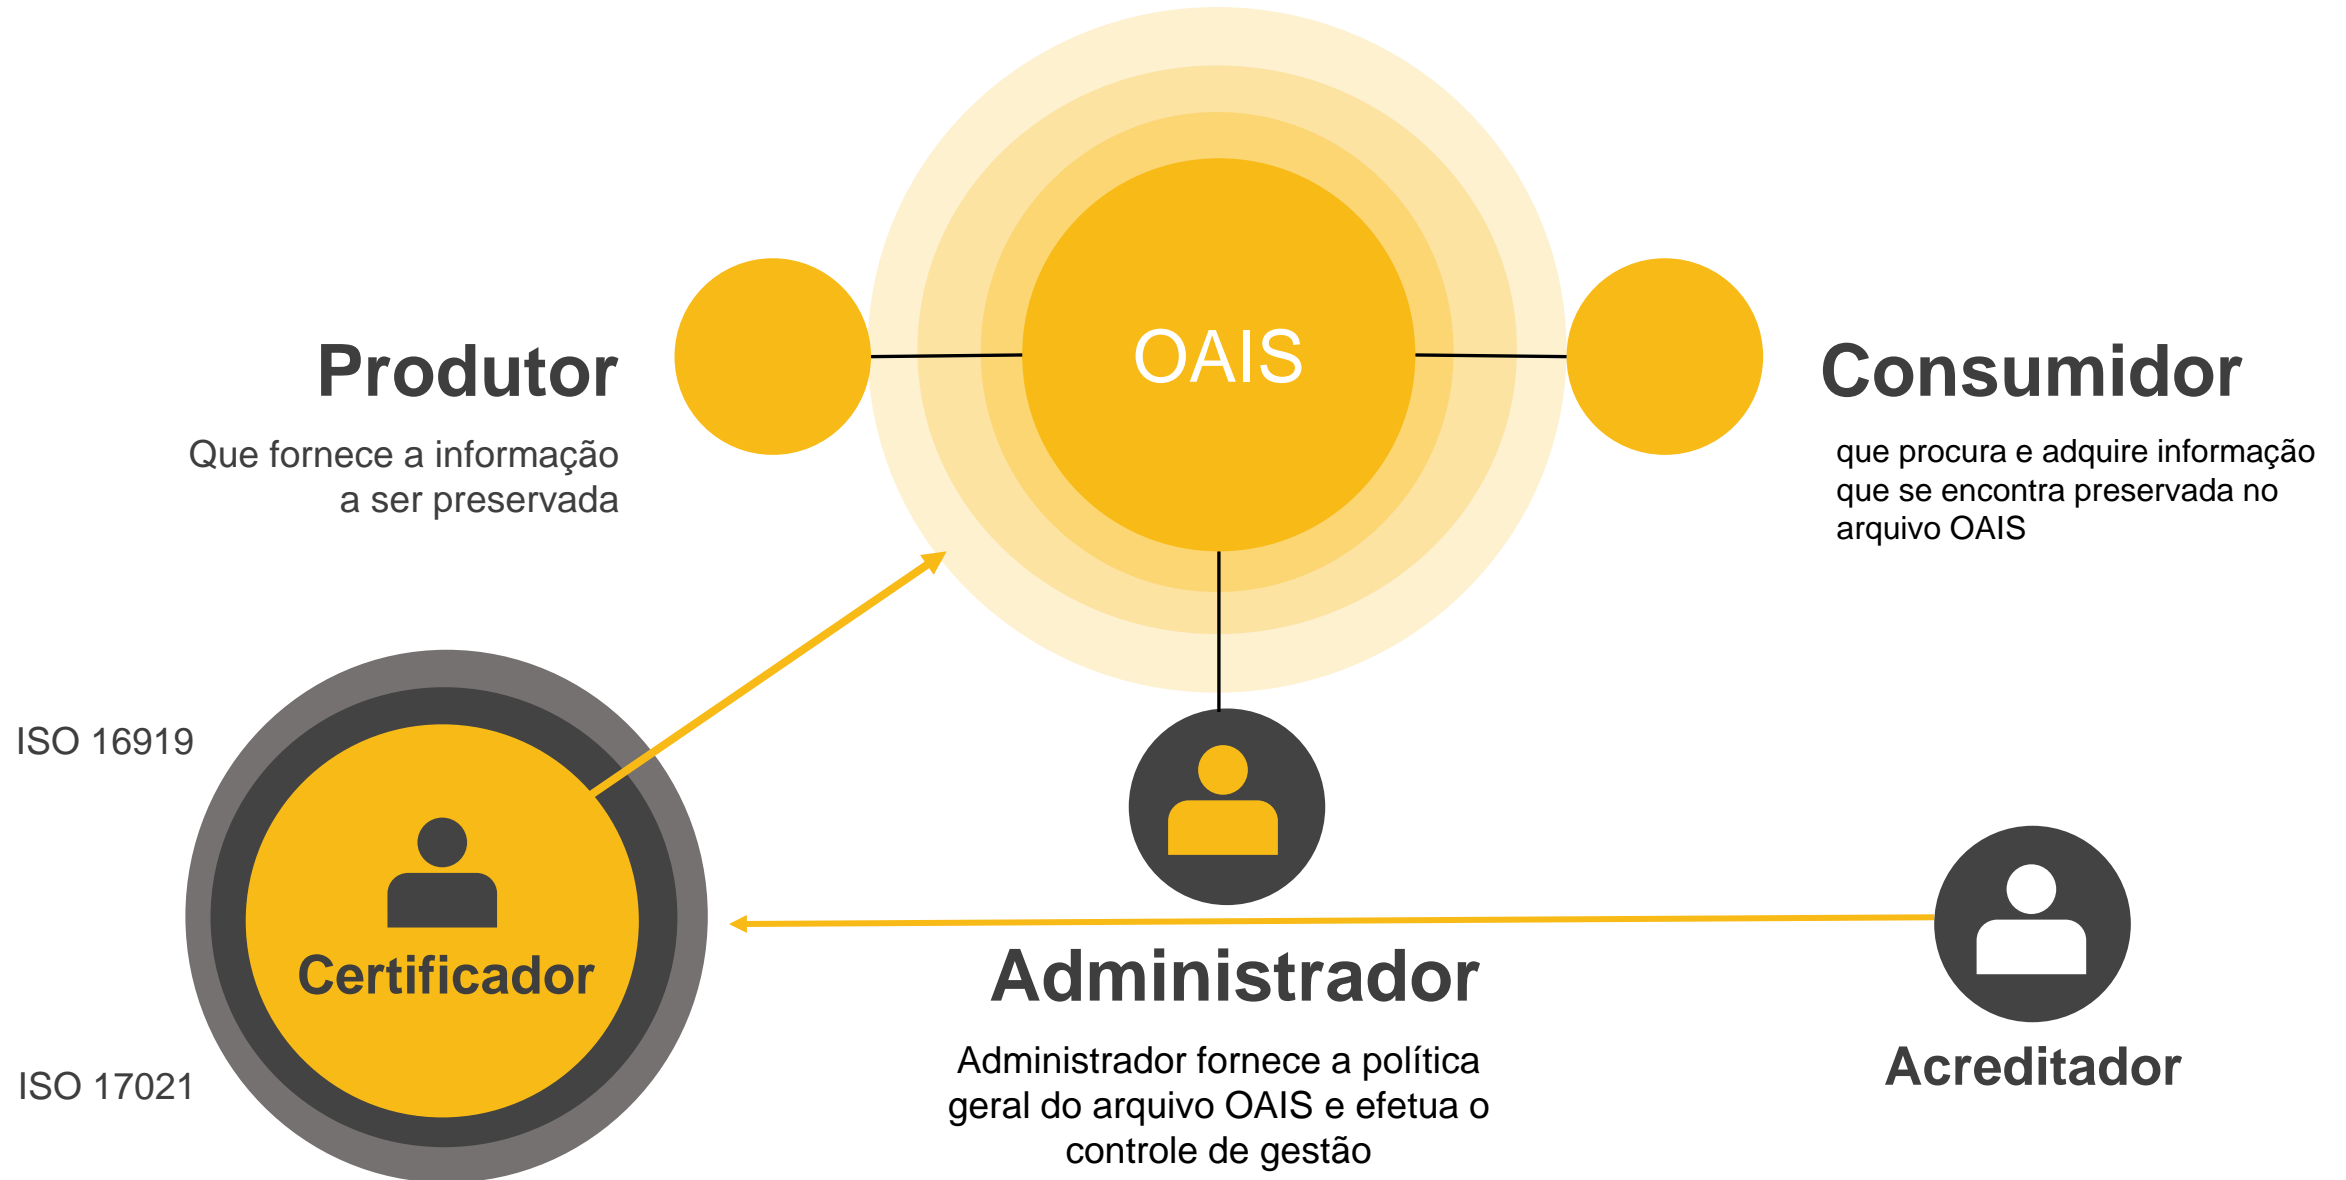 OAIS
Produtor
Que fornece a informação
a ser preservada
Consumidor
que procura e adquire informação
que se encontra preservada no
arquivo OAIS
ISO 16919
Certificador
ISO 17021
Administrador
Administrador fornece a política
geral do arquivo OAIS e efetua o
controle de gestão
Acreditador